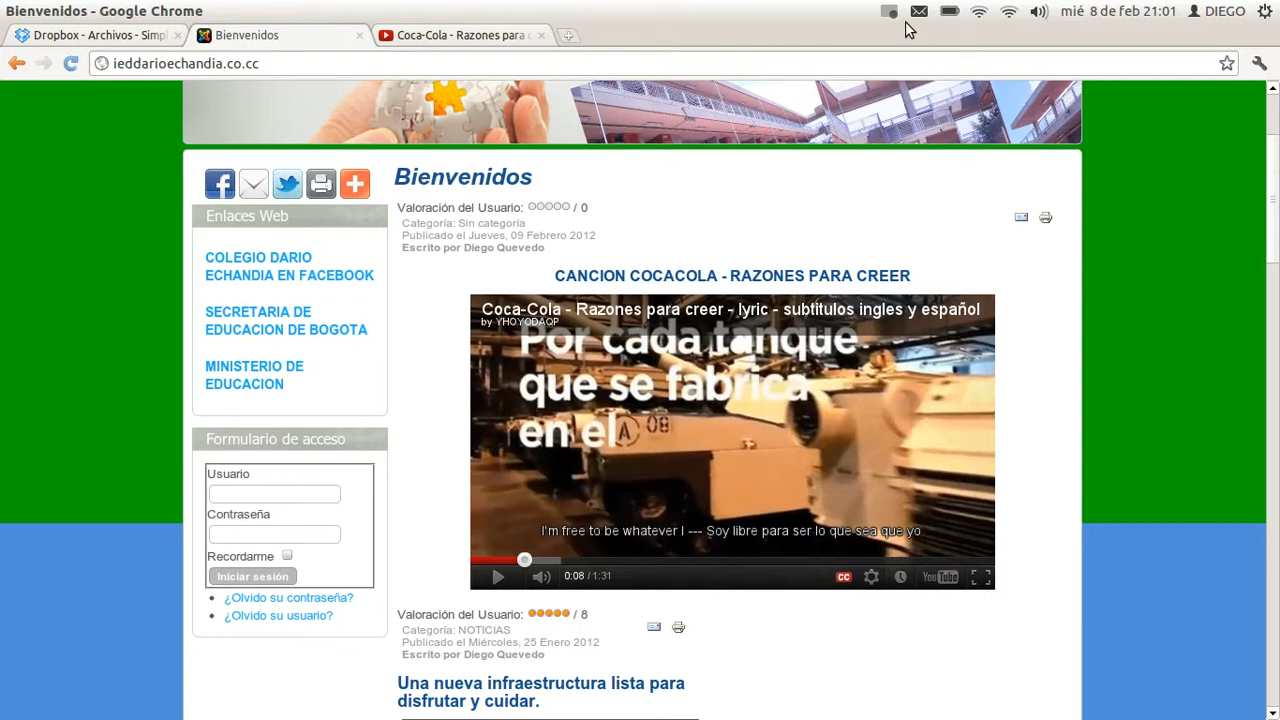 Bienvenidos - Google Chrome
mié 8 de feb 21:01
DIEGO
Dropbox - Archivos - Simpl
Bienvenidos
Coca-Cola - Razones para c
ieddarioechandia.co.cc
Bienvenidos
Valoración del Usuario: / 0
Categoría: Sin categoría
Publicado el Jueves, 09 Febrero 2012
Escrito por Diego Quevedo
Enlaces Web
COLEGIO DARIO
ECHANDIA EN FACEBOOK
SECRETARIA DE
EDUCACION DE BOGOTA
MINISTERIO DE
EDUCACION
Formulario de acceso
Usuario
Contraseña
Recordarme
Iniciar sesión
¿Olvido su contraseña?
¿Olvido su usuario?
CANCION COCACOLA - RAZONES PARA CREER
Coca-Cola - Razones para creer - lyric - subtitulos ingles y español
by YHOYODAQP
Por cada tanque
que se fabrica
en el
A 08
I'm free to be whatever I --- Soy libre para ser lo que sea que yo
0:08 / 1:31
CC
YouTube
Valoración del Usuario: / 8
Categoría: NOTICIAS
Publicado el Miércoles, 25 Enero 2012
Escrito por Diego Quevedo
Una nueva infraestructura lista para
disfrutar y cuidar.